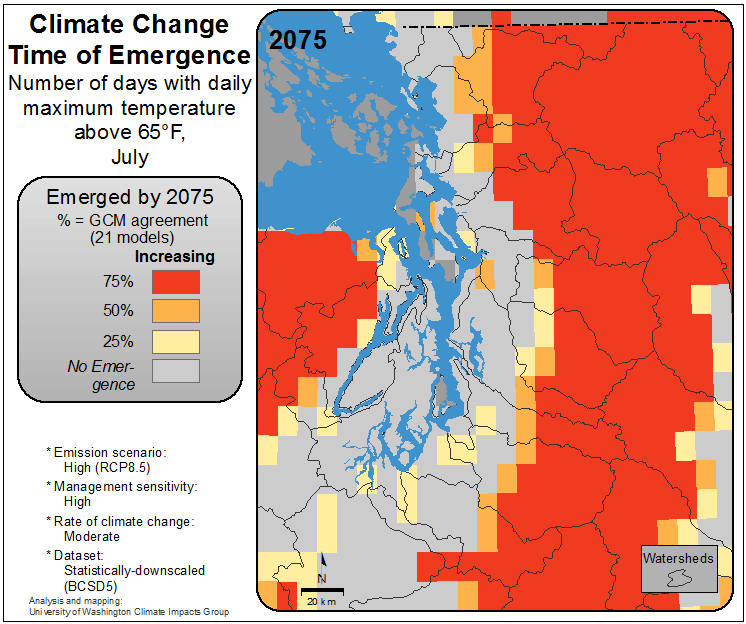 Climate Change
Time of Emergence
Number of days with daily
maximum temperature
above 65°F,
July
Emerged by 2075
% = GCM agreement
(21 models)
Increasing
75%
50%
25%
No Emer-
gence
* Emission scenario:
High (RCP8.5)
* Management sensitivity:
High
* Rate of climate change:
Moderate
* Dataset:
Statistically-downscaled
(BCSD5)
Analysis and mapping:
University of Washington Climate Impacts Group
2075
N
20 km
Watersheds